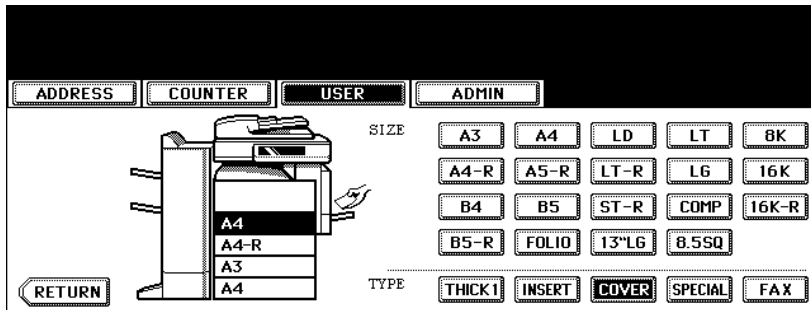 ADDRESS COUNTER USER ADMIN
SIZE A3 A4 LD LT 8K
A4-R A5-R LT-R LG 16K
B4 B5 ST-R COMP 16K-R
B5-R FOLIO 13"LG 8.5SQ
A4
A4-R
A3
A4
TYPE THICK1 INSERT COVER SPECIAL FAX
RETURN